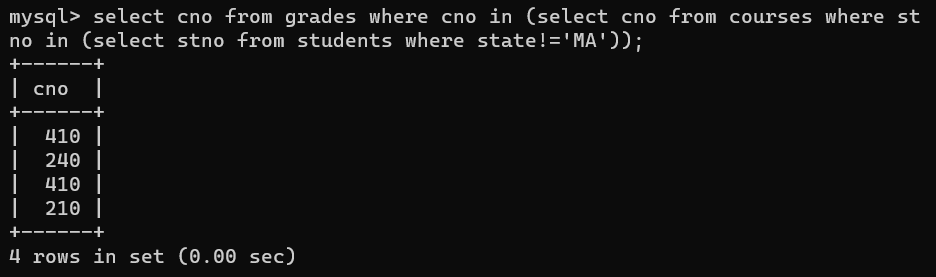 mysql> select cno from grades where cno in (select cno from courses where st
no in (select stno from students where state!='MA'));
+------+
| cno  |
+------+
|  410 |
|  240 |
|  410 |
|  210 |
+------+
4 rows in set (0.00 sec)